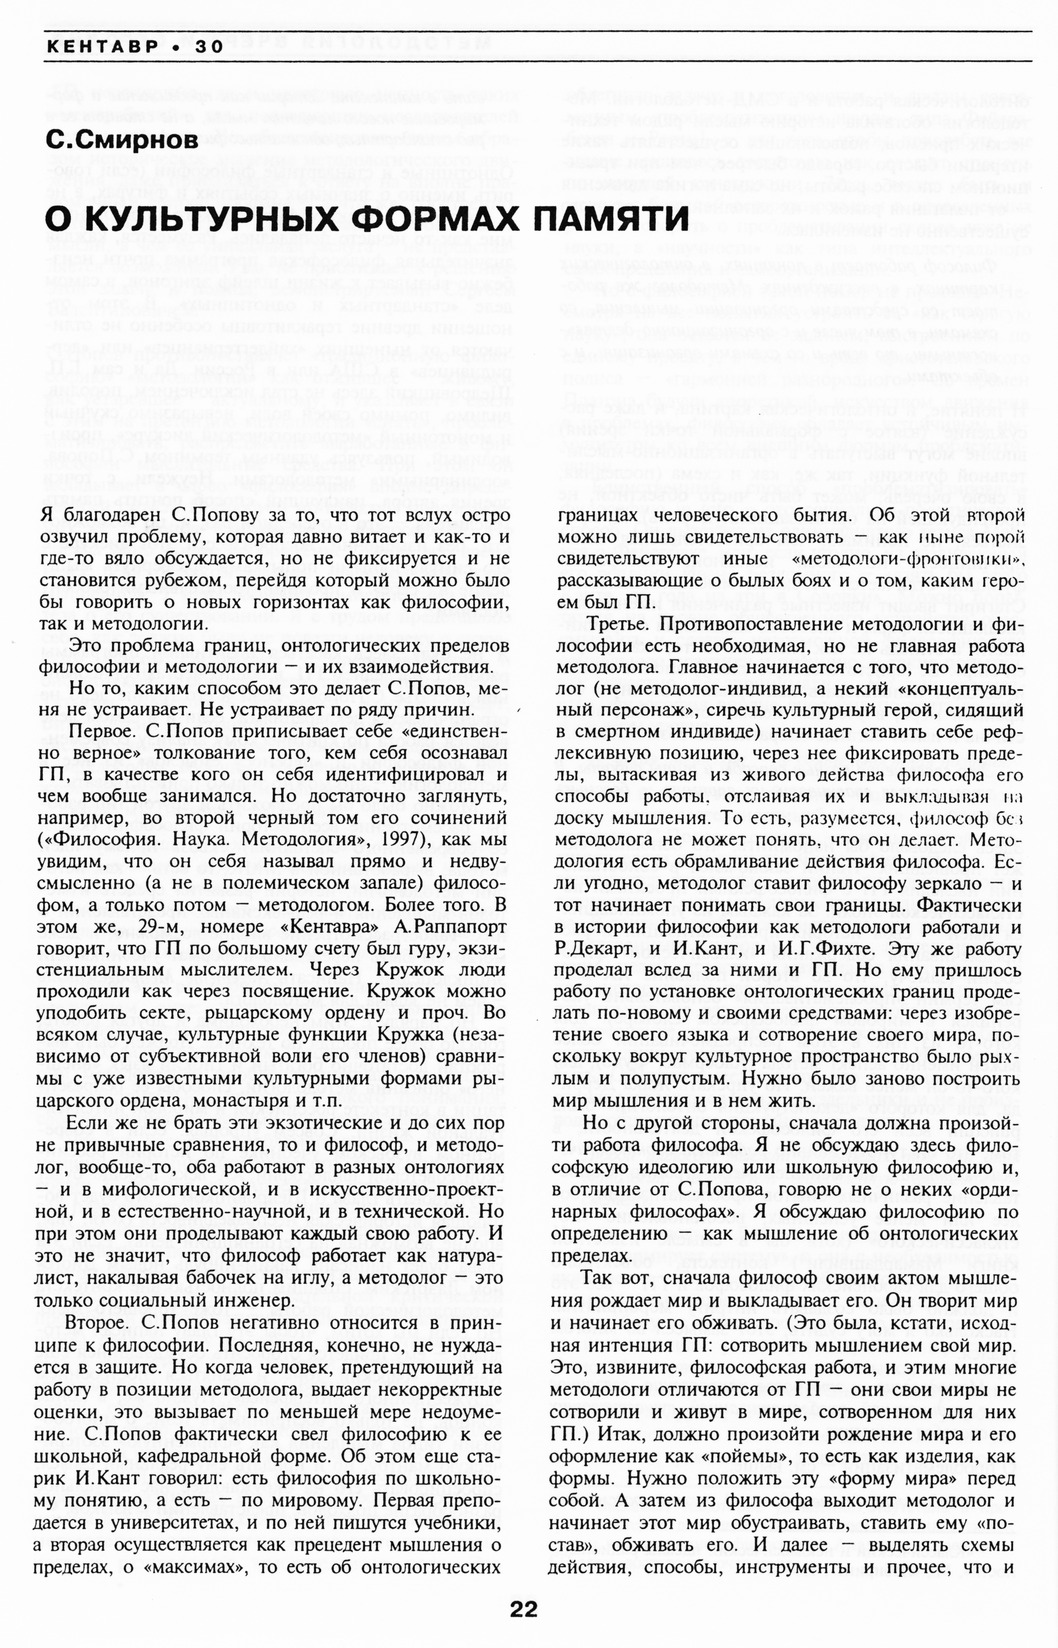 КЕНТАВР • 30
С.Смирнов
О КУЛЬТУРНЫХ ФОРМАХ ПАМЯТИ
Я благодарен С.Попову за то, что тот вслух остро
озвучил проблему, которая давно витает и как-то и
где-то вяло обсуждается, но не фиксируется и не
становится рубежом, перейдя который можно было
бы говорить о новых горизонтах как философии,
так и методологии.
Это проблема границ, онтологических пределов
философии и методологии — и их взаимодействия.
Но то, каким способом это делает С.Попов, ме-
ня не устраивает. Не устраивает по ряду причин.
Первое. С.Попов приписывает себе «единствен-
но верное» толкование того, кем себя осознавал
ГП, в качестве кого он себя идентифицировал и
чем вообще занимался. Но достаточно заглянуть,
например, во второй черный том его сочинений
(«Философия. Наука. Методология», 1997), как мы
увидим, что он себя называл прямо и недву-
смысленно (а не в полемическом запале) филосо-
фом, а только потом — методологом. Более того. В
этом же, 29-м, номере «Кентавра» А.Раппапорт
говорит, что ГП по большому счету был гуру, экзи-
стенциальным мыслителем. Через Кружок люди
проходили как через посвящение. Кружок можно
уподобить секте, рыцарскому ордену и проч. Во
всяком случае, культурные функции Кружка (неза-
висимо от субъективной воли его членов) сравни-
мы с уже известными культурными формами ры-
царского ордена, монастыря и т.п.
Если же не брать эти экзотические и до сих пор
не привычные сравнения, то и философ, и методо-
лог, вообще-то, оба работают в разных онтологиях
— и в мифологической, и в искусственно-проект-
ной, и в естественно-научной, и в технической. Но
при этом они проделывают каждый свою работу. И
это не значит, что философ работает как натура-
лист, накалывая бабочек на иглу, а методолог — это
только социальный инженер.
Второе. С.Попов негативно относится в прин-
ципе к философии. Последняя, конечно, не нужда-
ется в защите. Но когда человек, претендующий на
работу в позиции методолога, выдает некорректные
оценки, это вызывает по меньшей мере недоуме-
ние. С.Попов фактически свел философию к ее
школьной, кафедральной форме. Об этом еще ста-
рик И.Кант говорил: есть философия по школьно-
му понятию, а есть — по мировому. Первая препо-
дается в университетах, и по ней пишутся учебники,
а вторая осуществляется как прецедент мышления о
пределах, о «максимах», то есть об онтологических
границах человеческого бытия. Об этой второй
можно лишь свидетельствовать — как ныне порой
свидетельствуют иные «методологи-фронтовики»,
рассказывающие о былых боях и о том, каким геро-
ем был ГП.
Третье. Противопоставление методологии и фи-
лософии есть необходимая, но не главная работа
методолога. Главное начинается с того, что методо-
лог (не методолог-индивид, а некий «концептуаль-
ный персонаж», сиречь культурный герой, сидящий
в смертном индивиде) начинает ставить себе реф-
лексивную позицию, через нее фиксировать преде-
лы, вытаскивая из живого действа философа его
способы работы, отслаивая их и выкладывая на
доску мышления. То есть, разумеется, философ без
методолога не может понять, что он делает. Мето-
дология есть обрамливание действия философа. Ес-
ли угодно, методолог ставит философу зеркало — и
тот начинает понимать свои границы. Фактически
в истории философии как методологи работали и
Р.Декарт, и И.Кант, и И.Г.Фихте. Эту же работу
проделал вслед за ними и ГП. Но ему пришлось
работу по установке онтологических границ проде-
лать по-новому и своими средствами: через изобре-
тение своего языка и сотворение своего мира, по-
скольку вокруг культурное пространство было рых-
лым и полупустым. Нужно было заново построить
мир мышления и в нем жить.
Но с другой стороны, сначала должна произой-
ти работа философа. Я не обсуждаю здесь фило-
софскую идеологию или школьную философию и,
в отличие от С.Попова, говорю не о неких «орди-
нарных философах». Я обсуждаю философию по
определению — как мышление об онтологических
пределах.
Так вот, сначала философ своим актом мышле-
ния рождает мир и выкладывает его. Он творит мир
и начинает его обживать. (Это была, кстати, исход-
ная интенция ГП: сотворить мышлением свой мир.
Это, извините, философская работа, и этим многие
методологи отличаются от ГП — они свои миры не
сотворили и живут в мире, сотворенном для них
ГП.) Итак, должно произойти рождение мира и его
оформление как «пойемы», то есть как изделия, как
формы. Нужно положить эту «форму мира» перед
собой. А затем из философа выходит методолог и
начинает этот мир обустраивать, ставить ему «по-
став», обживать его. И далее — выделять схемы
действия, способы, инструменты и прочее, что и
22